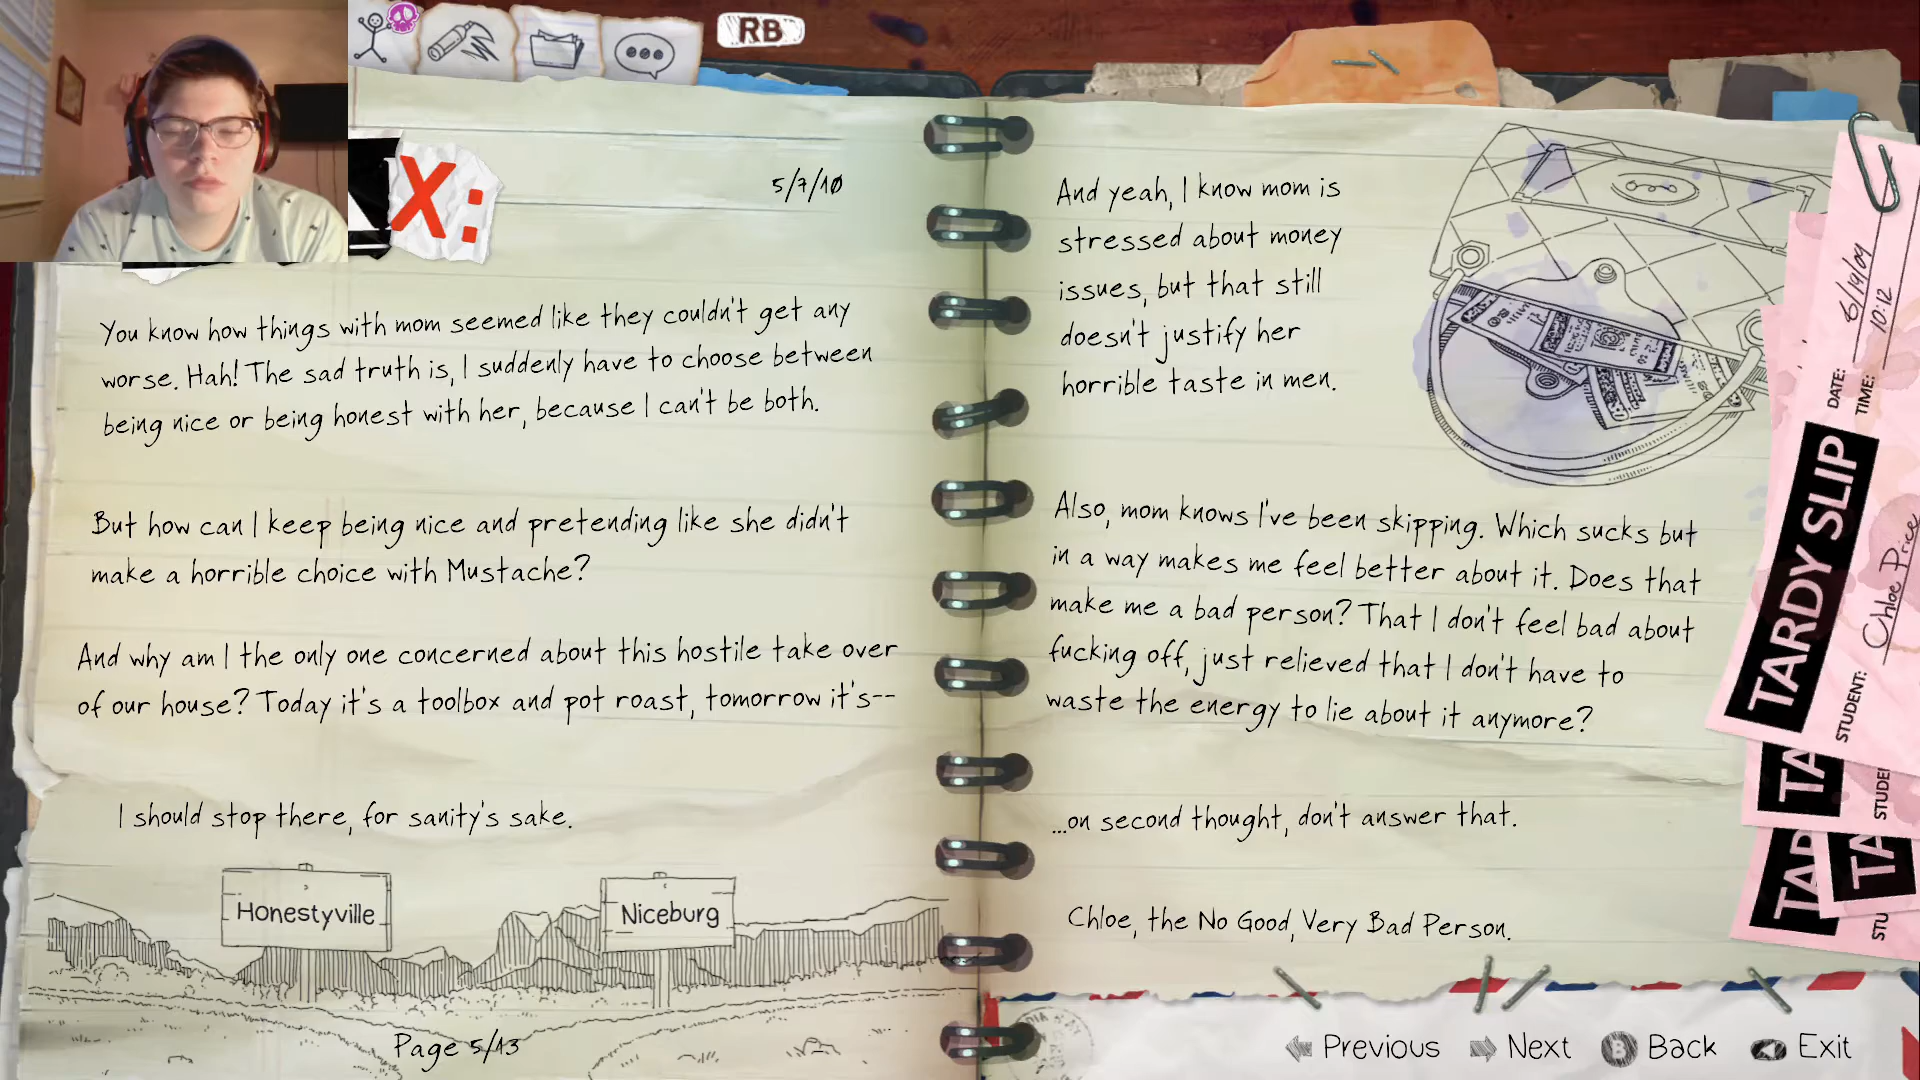 RB
X:
5/7/10
You know how things with mom seemed like they couldn't get any
worse. Hah! The sad truth is, I suddenly have to choose between
being nice or being honest with her, because I can't be both.
But how can I keep being nice and pretending like she didn't
make a horrible choice with Mustache?
And why am I the only one concerned about this hostile take over
of our house? Today it's a toolbox and pot roast, tomorrow it's--
I should stop there, for sanity's sake.
Honestyville
Niceburg
Page 5/13
And yeah, I know mom is
stressed about money
issues, but that still
doesn't justify her
horrible taste in men.
Also, mom knows I've been skipping. Which sucks but
in a way makes me feel better about it. Does that
make me a bad person? That I don't feel bad about
fucking off, just relieved that I don't have to
waste the energy to lie about it anymore?
...on second thought, don't answer that.
Chloe, the No Good, Very Bad Person.
TARDY SLIP
DATE: 6/19/09
TIME: 10:12
STUDENT: Chloe Price
TA
STUDE
TAR
STU
TA
Previous
Next
B Back
Exit